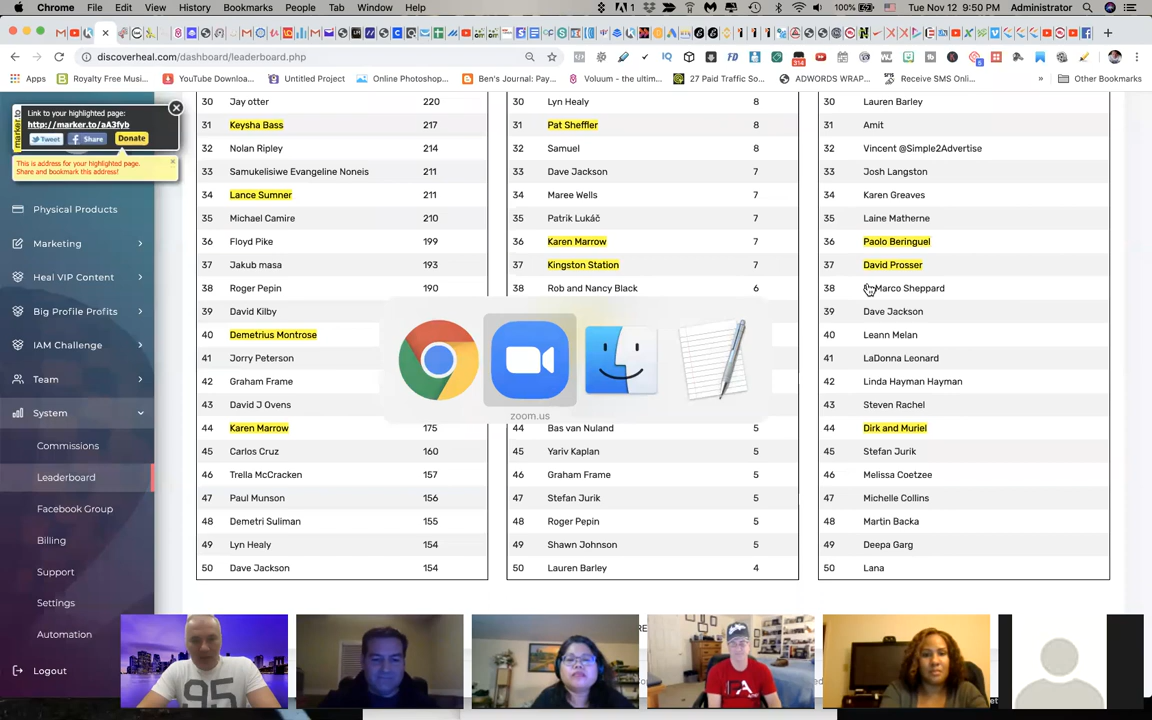 Chrome File Edit View History Bookmarks People Tab Window Help
1 100% Tue Nov 12 9:50 PM Administrator
discoverheal.com/dashboard/leaderboard.php
Apps Royalty Free Musi... YouTube Downloa... Untitled Project Online Photoshop... Ben's Journal: Pay... Voluum - the ultim... 27 Paid Traffic So... ADWORDS WRAP... Receive SMS Onli... » Other Bookmarks
marker.to
Link to your highlighted page:
http://marker.to/aA3fyb
Tweet Share Donate
This is address for your highlighted page.
Share and bookmark this address!
Physical Products
Marketing
Heal VIP Content
Big Profile Profits
IAM Challenge
Team
System
Commissions
Leaderboard
Facebook Group
Billing
Support
Settings
Automation
Logout
30 Jay otter 220
31 Keysha Bass 217
32 Nolan Ripley 214
33 Samukelisiwe Evangeline Noneis 211
34 Lance Sumner 211
35 Michael Camire 210
36 Floyd Pike 199
37 Jakub masa 193
38 Roger Pepin 190
39 David Kilby
40 Demetrius Montrose
41 Jorry Peterson
42 Graham Frame
43 David J Ovens
44 Karen Marrow 175
45 Carlos Cruz 160
46 Trella McCracken 157
47 Paul Munson 156
48 Demetri Suliman 155
49 Lyn Healy 154
50 Dave Jackson 154
30 Lyn Healy 8
31 Pat Sheffler 8
32 Samuel 8
33 Dave Jackson 7
34 Maree Wells 7
35 Patrik Lukáč 7
36 Karen Marrow 7
37 Kingston Station 7
38 Rob and Nancy Black 6
zoom.us
44 Bas van Nuland 5
45 Yariv Kaplan 5
46 Graham Frame 5
47 Stefan Jurik 5
48 Roger Pepin 5
49 Shawn Johnson 5
50 Lauren Barley 4
30 Lauren Barley
31 Amit
32 Vincent @Simple2Advertise
33 Josh Langston
34 Karen Greaves
35 Laine Matherne
36 Paolo Beringuel
37 David Prosser
38 Marco Sheppard
39 Dave Jackson
40 Leann Melan
41 LaDonna Leonard
42 Linda Hayman Hayman
43 Steven Rachel
44 Dirk and Muriel
45 Stefan Jurik
46 Melissa Coetzee
47 Michelle Collins
48 Martin Backa
49 Deepa Garg
50 Lana
95